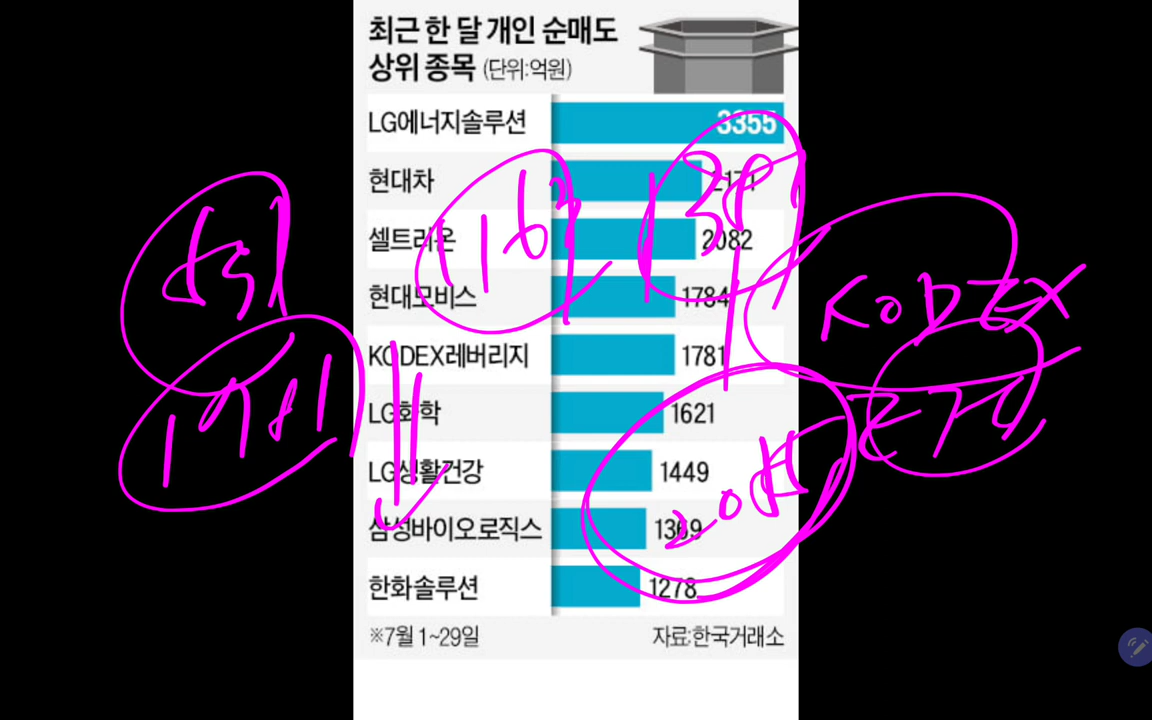 최근 한 달 개인 순매도
상위 종목 (단위:억원)
LG에너지솔루션 3355
현대차
셀트리온 2082
현대모비스 1784
KODEX레버리지 1781
LG화학 1621
LG생활건강 1449
삼성바이오로직스 1369
한화솔루션 1278
※7월 1~29일 자료:한국거래소
KODEX